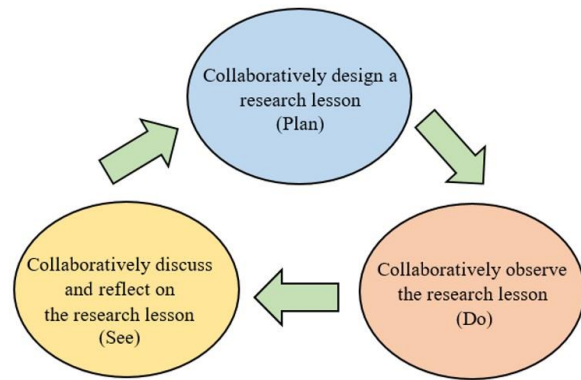 Collaboratively design a
research lesson
(Plan)
Collaboratively observe
the research lesson
(Do)
Collaboratively discuss
and reflect on
the research lesson
(See)